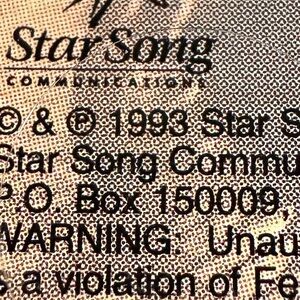 Star Song
COMMUNICATIONS
© & ℗ 1993 Star S
Star Song Commu
P.O. Box 150009,
WARNING: Unau
s a violation of Fe